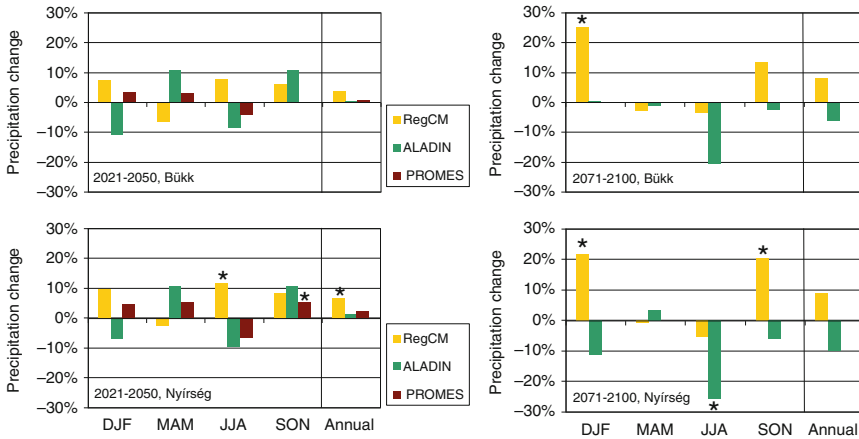 Precipitation change
30%
20%
10%
0%
–10%
–20%
–30%
2021-2050, Bükk
RegCM
ALADIN
PROMES
Precipitation change
30%
20%
10%
0%
–10%
–20%
–30%
*
2071-2100, Bükk
Precipitation change
30%
20%
10%
0%
–10%
–20%
–30%
*
*
*
2021-2050, Nyírség
DJF
MAM
JJA
SON
Annual
RegCM
ALADIN
PROMES
Precipitation change
30%
20%
10%
0%
–10%
–20%
–30%
*
*
*
2071-2100, Nyírség
DJF
MAM
JJA
SON
Annual